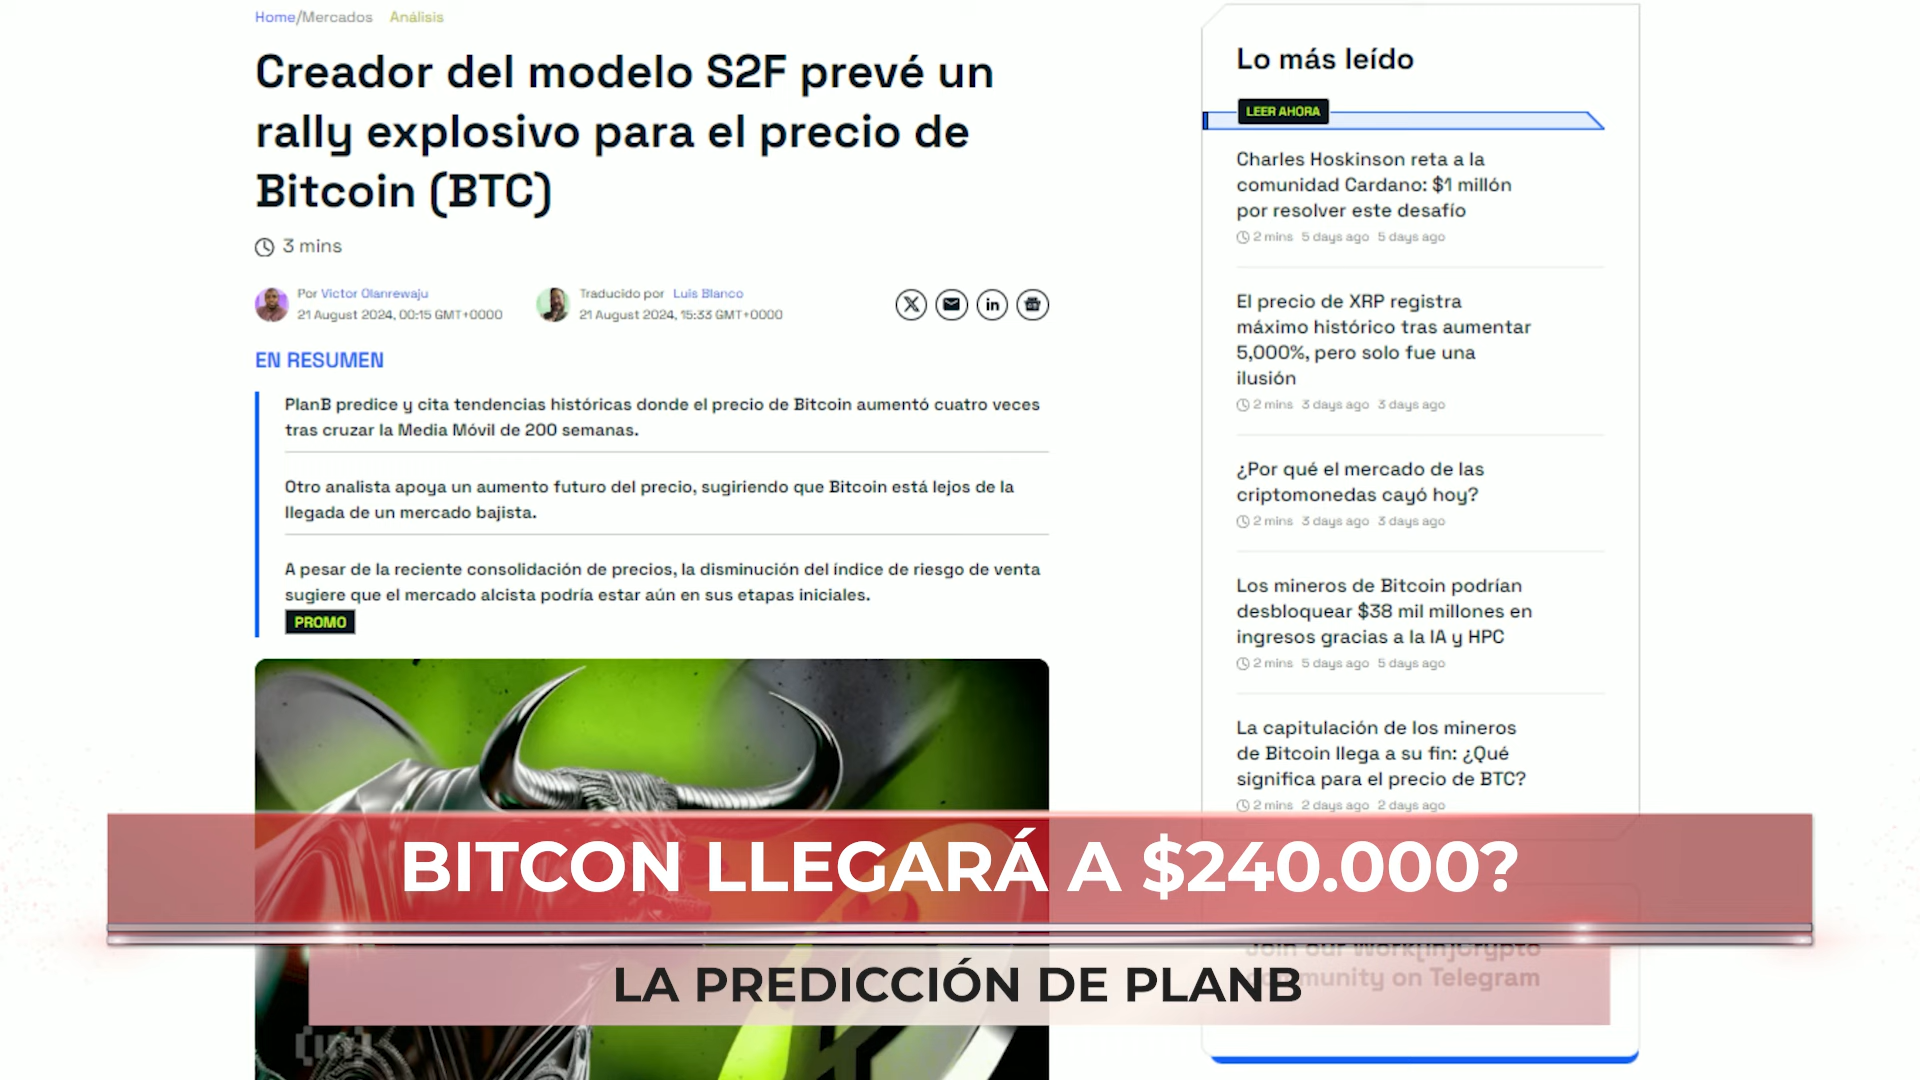 Home/Mercados Análisis
Creador del modelo S2F prevé un
rally explosivo para el precio de
Bitcoin (BTC)
3 mins
Por Victor Olanrewaju
21 August 2024, 00:15 GMT+0000
Traducido por Luis Blanco
21 August 2024, 15:33 GMT+0000
EN RESUMEN
PlanB predice y cita tendencias históricas donde el precio de Bitcoin aumentó cuatro veces
tras cruzar la Media Móvil de 200 semanas.
Otro analista apoya un aumento futuro del precio, sugiriendo que Bitcoin está lejos de la
llegada de un mercado bajista.
A pesar de la reciente consolidación de precios, la disminución del índice de riesgo de venta
sugiere que el mercado alcista podría estar aún en sus etapas iniciales.
PROMO
Lo más leído
LEER AHORA
Charles Hoskinson reta a la
comunidad Cardano: $1 millón
por resolver este desafío
2 mins 5 days ago 5 days ago
El precio de XRP registra
máximo histórico tras aumentar
5,000%, pero solo fue una
ilusión
2 mins 3 days ago 3 days ago
¿Por qué el mercado de las
criptomonedas cayó hoy?
2 mins 3 days ago 3 days ago
Los mineros de Bitcoin podrían
desbloquear $38 mil millones en
ingresos gracias a la IA y HPC
2 mins 5 days ago 5 days ago
La capitulación de los mineros
de Bitcoin llega a su fin: ¿Qué
significa para el precio de BTC?
2 mins 2 days ago 2 days ago
BITCON LLEGARÁ A $240.000?
Join our Work[in]Crypto
community on Telegram
LA PREDICCIÓN DE PLANB